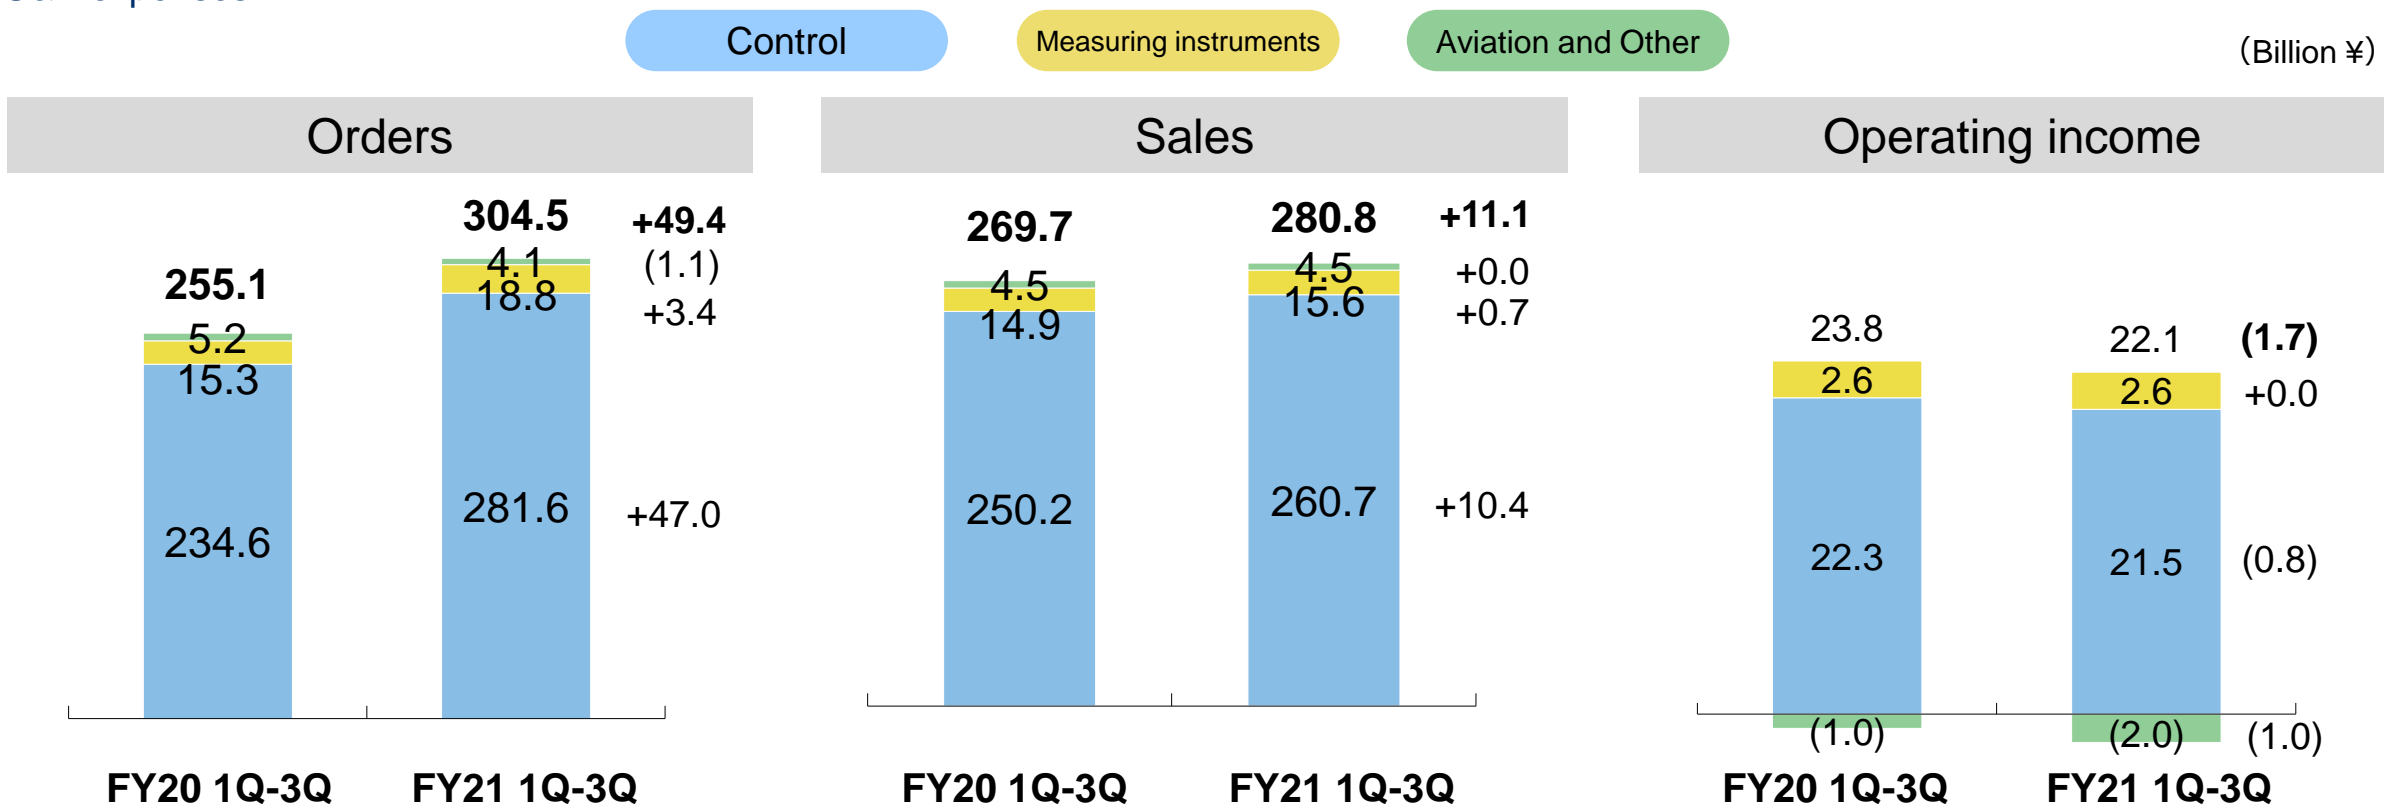 Control
Measuring instruments
Aviation and Other
(Billion ¥)
Orders
Sales
Operating income
255.1
5.2
15.3
234.6
304.5
4.1
18.8
281.6
+49.4
(1.1)
+3.4
+47.0
FY20 1Q-3Q
FY21 1Q-3Q
269.7
4.5
14.9
250.2
280.8
4.5
15.6
260.7
+11.1
+0.0
+0.7
+10.4
FY20 1Q-3Q
FY21 1Q-3Q
23.8
2.6
22.3
(1.0)
22.1
2.6
21.5
(2.0)
(1.7)
+0.0
(0.8)
(1.0)
FY20 1Q-3Q
FY21 1Q-3Q